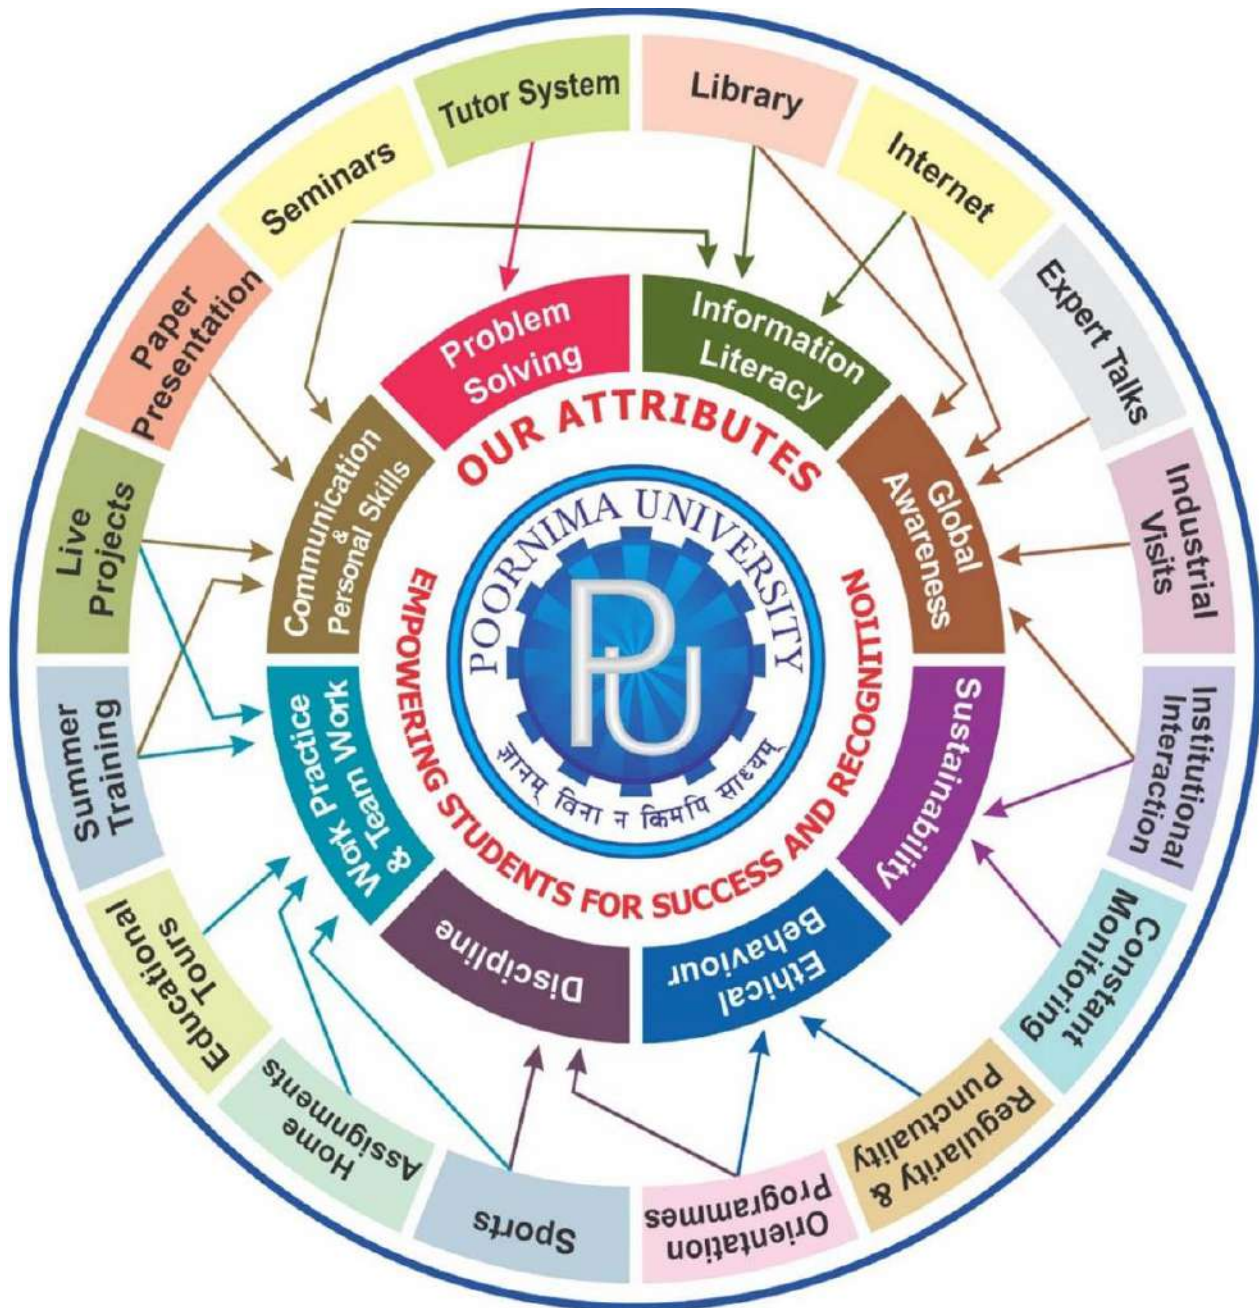 Tutor System
Library
Internet
Expert Talks
Industrial
Visits
Institutional
Interaction
Constant
Monitoring
Regularity &
Punctuality
Orientation
Programmes
Sports
Home
Assignments
Educational
Tours
Summer
Training
Live
Projects
Paper
Presentation
Seminars
Problem
Solving
Information
Literacy
Global
Awareness
Sustainability
Ethical
Behaviour
Discipline
Work Practice
& Team Work
Communication
&
Personal Skills
OUR ATTRIBUTES
EMPOWERING STUDENTS FOR SUCCESS AND RECOGNITION
POORNIMA UNIVERSITY
PU
ज्ञानम् विना न किमपि साध्यम्